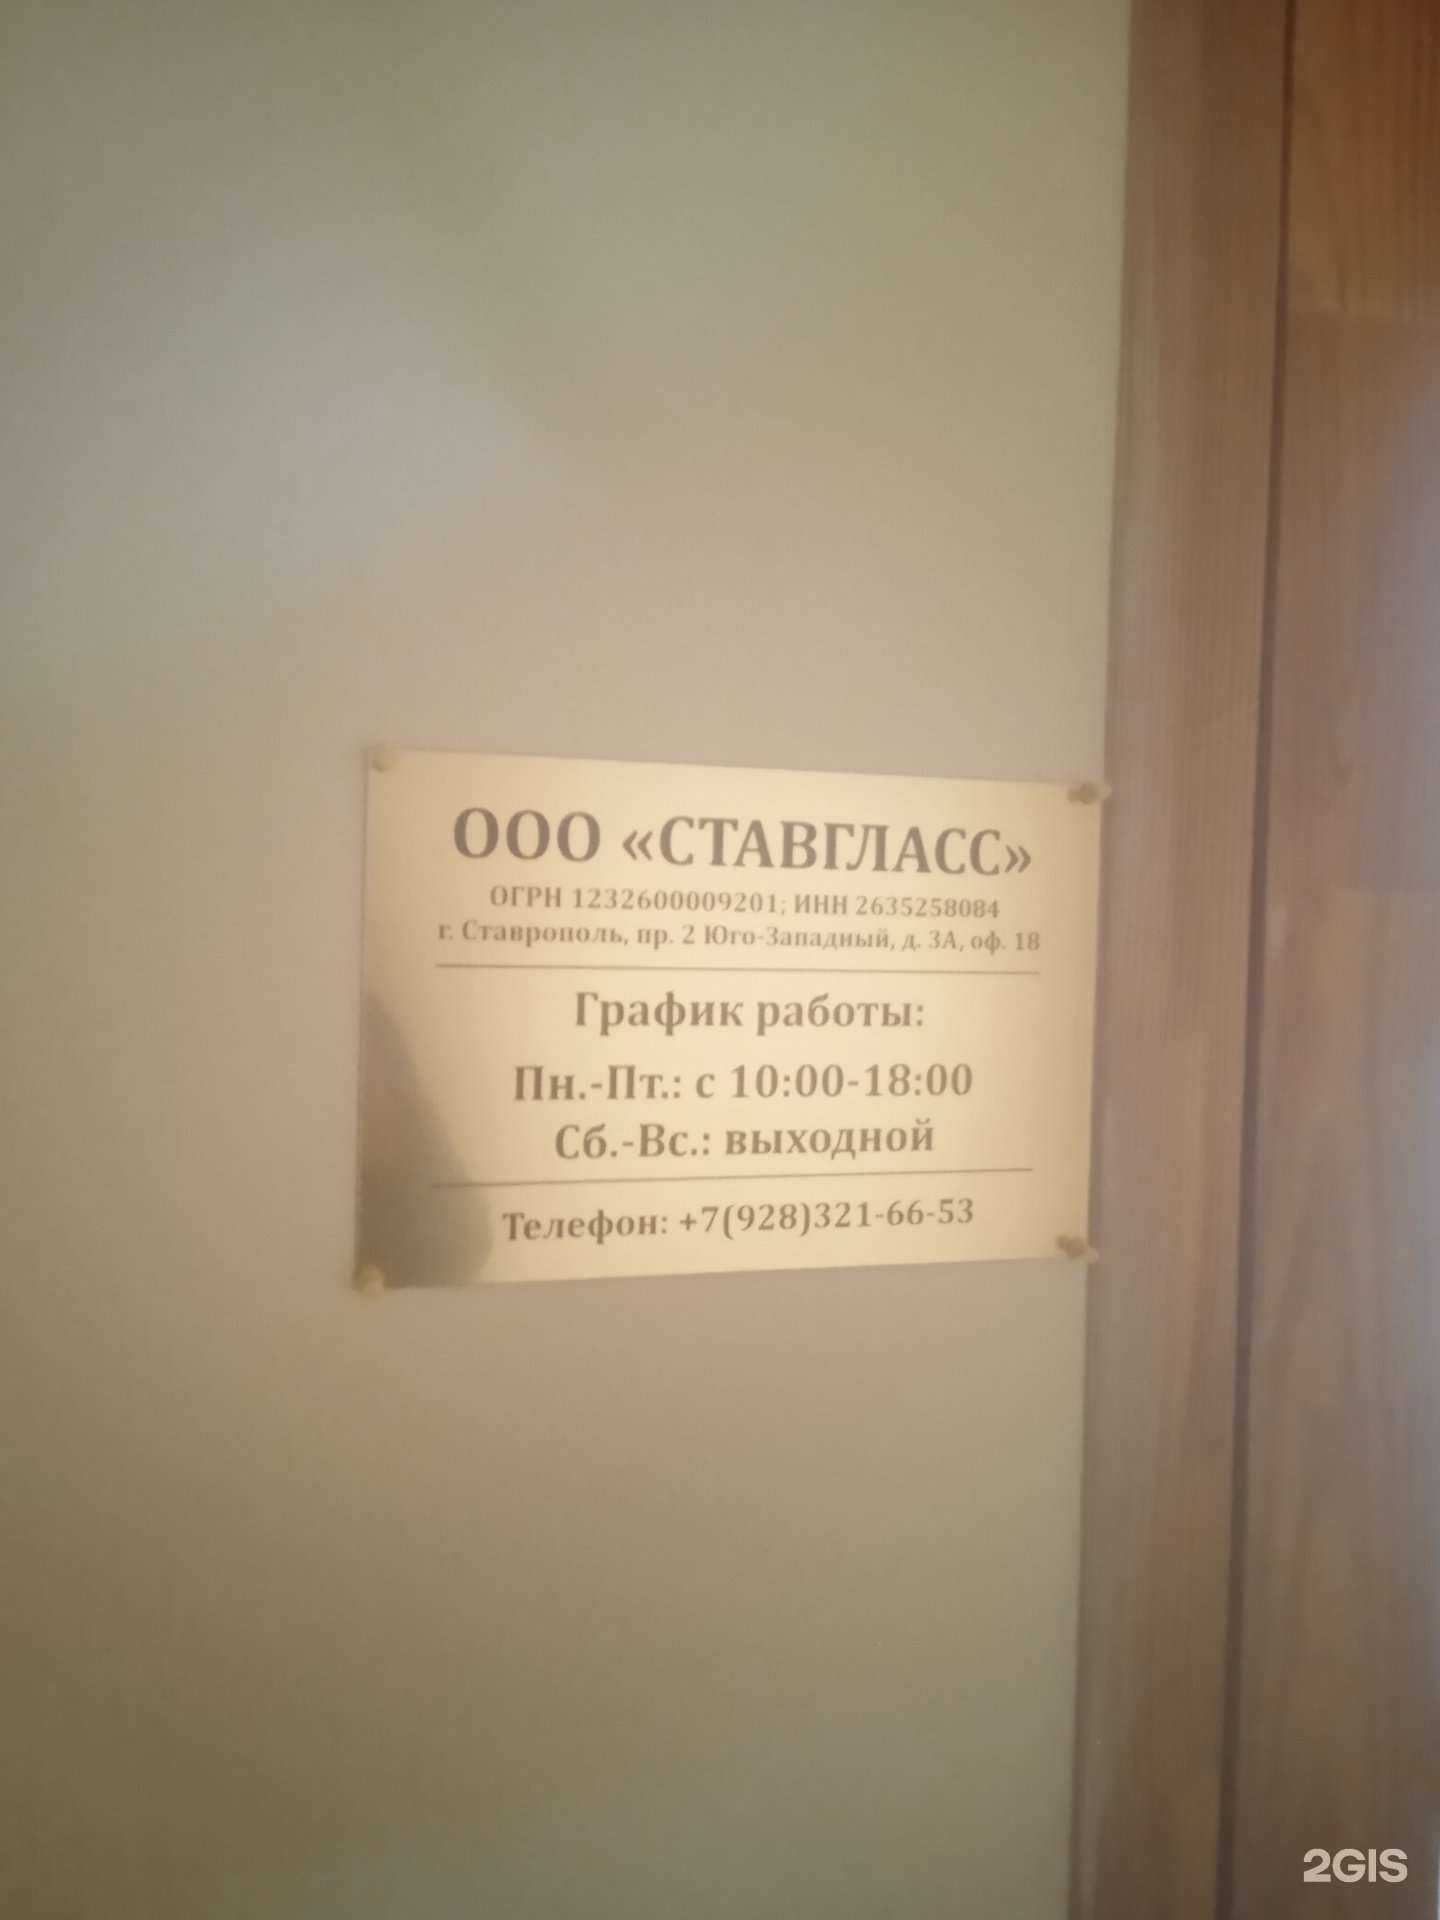 ООО «СТАВГЛАСС»
ОГРН 1232600009201; ИНН 2635258084
г. Ставрополь, пр. 2 Юго-Западный, д. 3А, оф. 18
График работы:
Пн.-Пт.: с 10:00-18:00
Сб.-Вс.: выходной
Телефон: +7(928)321-66-53
2GIS